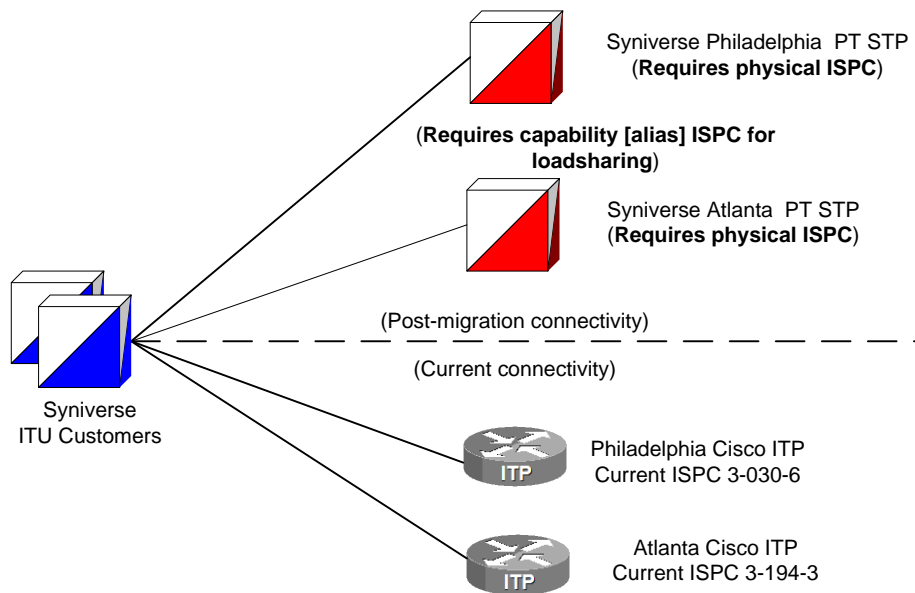 Syniverse Philadelphia  PT STP
(Requires physical ISPC)
(Requires capability [alias] ISPC for
loadsharing)
Syniverse Atlanta  PT STP
(Requires physical ISPC)
(Post-migration connectivity)
(Current connectivity)
Syniverse
ITU Customers
ITP
Philadelphia Cisco ITP
Current ISPC 3-030-6
ITP
Atlanta Cisco ITP
Current ISPC 3-194-3